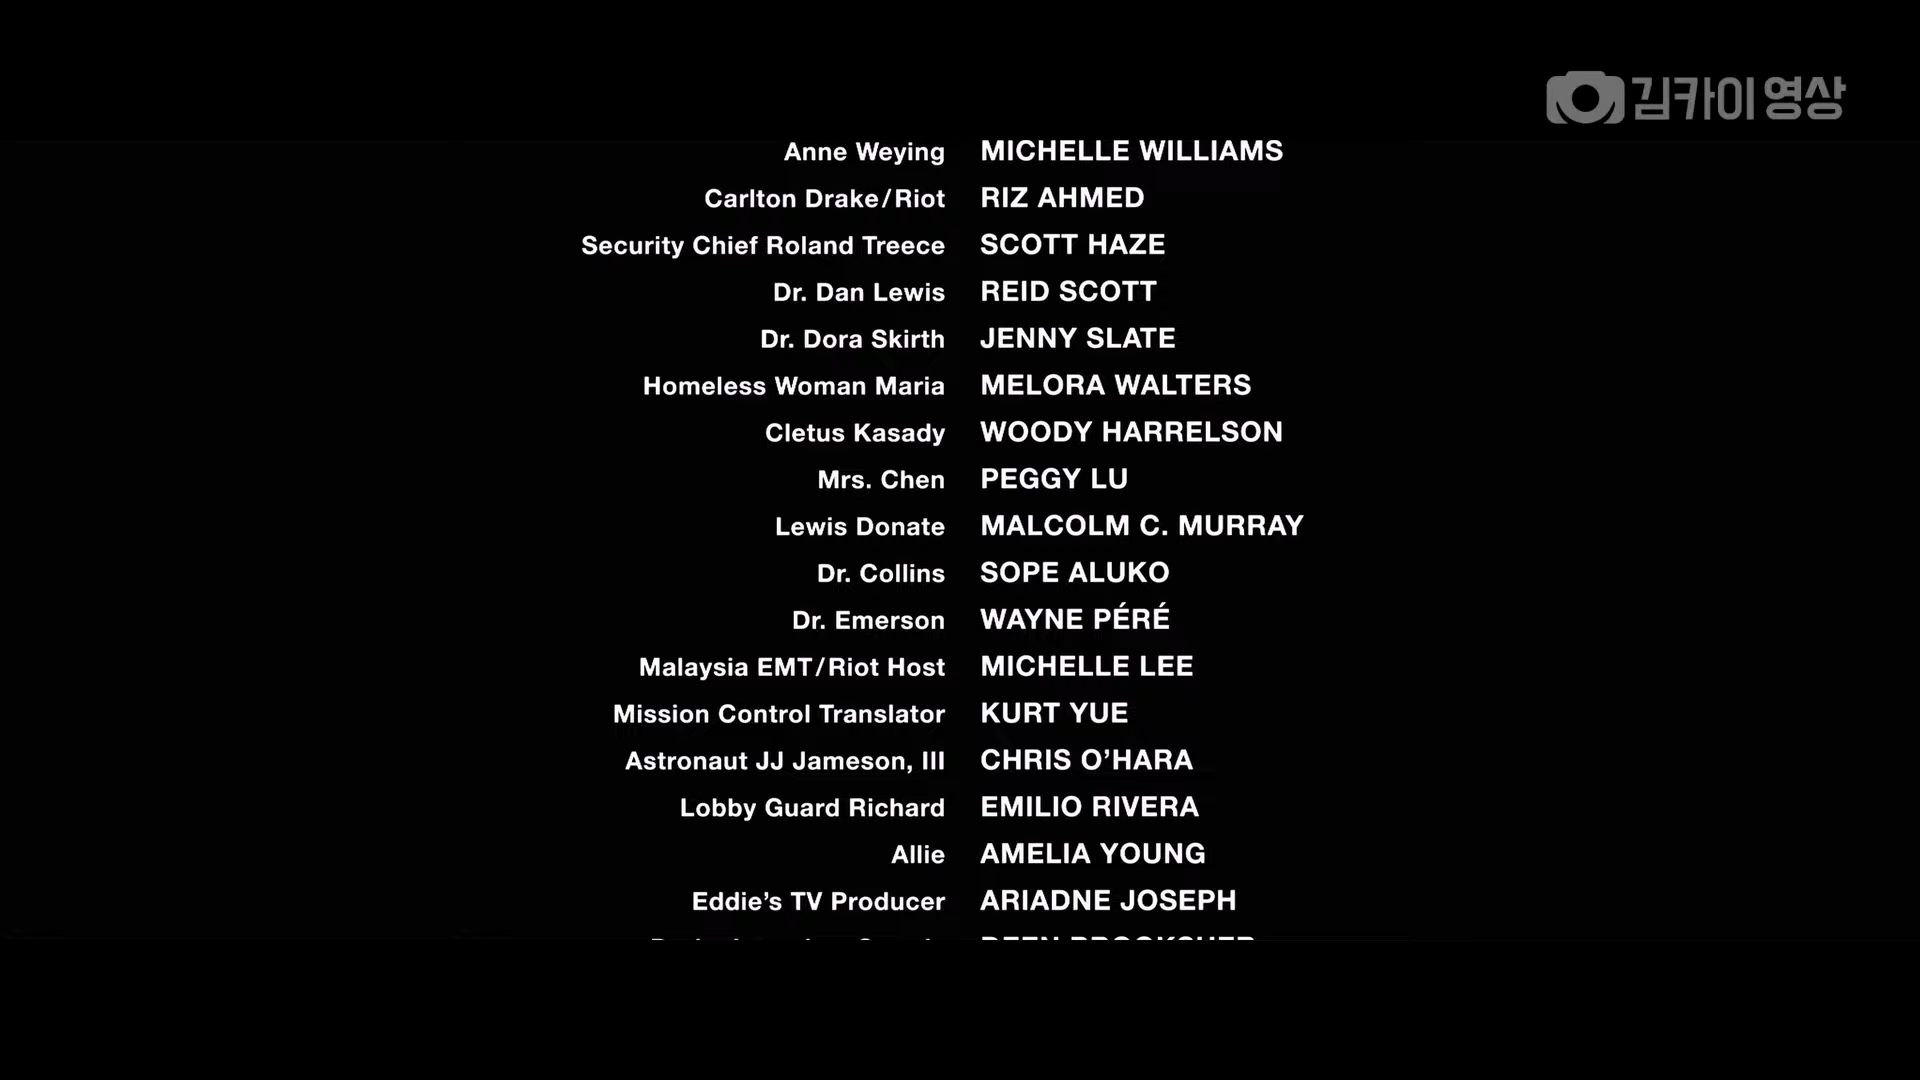 김카이 영상
Anne Weying MICHELLE WILLIAMS
Carlton Drake/Riot RIZ AHMED
Security Chief Roland Treece SCOTT HAZE
Dr. Dan Lewis REID SCOTT
Dr. Dora Skirth JENNY SLATE
Homeless Woman Maria MELORA WALTERS
Cletus Kasady WOODY HARRELSON
Mrs. Chen PEGGY LU
Lewis Donate MALCOLM C. MURRAY
Dr. Collins SOPE ALUKO
Dr. Emerson WAYNE PÉRÉ
Malaysia EMT/Riot Host MICHELLE LEE
Mission Control Translator KURT YUE
Astronaut JJ Jameson, III CHRIS O’HARA
Lobby Guard Richard EMILIO RIVERA
Allie AMELIA YOUNG
Eddie’s TV Producer ARIADNE JOSEPH